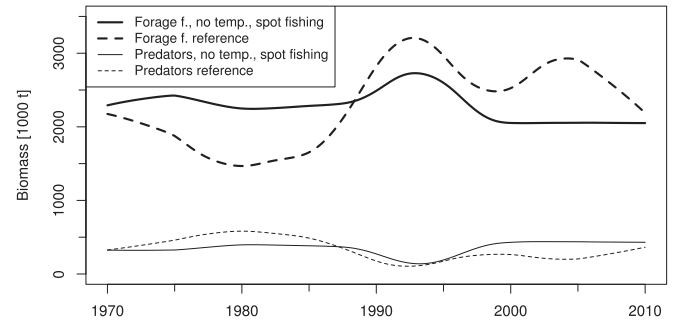 Forage f., no temp., spot fishing
Forage f. reference
Predators, no temp., spot fishing
Predators reference
Biomass [1000 t]
3000
2000
1000
0
1970
1980
1990
2000
2010